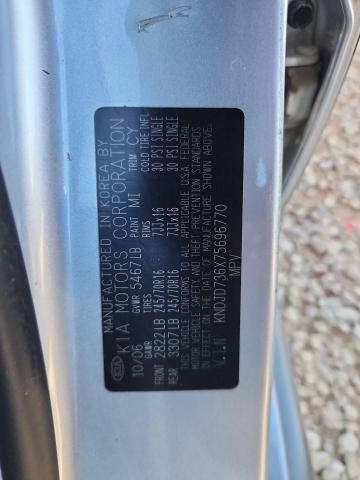 MANUFACTURED IN KOREA BY
KIA KIA MOTORS CORPORATION
10/06 GVWR 5467LB PAINT MI TRIM CY
GAWR TIRES RIMS COLD TIRE INFL
FRONT 2822LB 245/70R16 7JJx16 30 PSI SINGLE
REAR 3307LB 245/70R16 7JJx16 30 PSI SINGLE
THIS VEHICLE CONFORMS TO ALL APPLICABLE U.S.A FEDERAL
MOTOR VEHICLE SAFETY AND THEFT PREVENTION STANDARDS
IN EFFECT ON THE DATE OF MANUFACTURE SHOWN ABOVE.
V.I.N KNDJD736X75696770
MPV